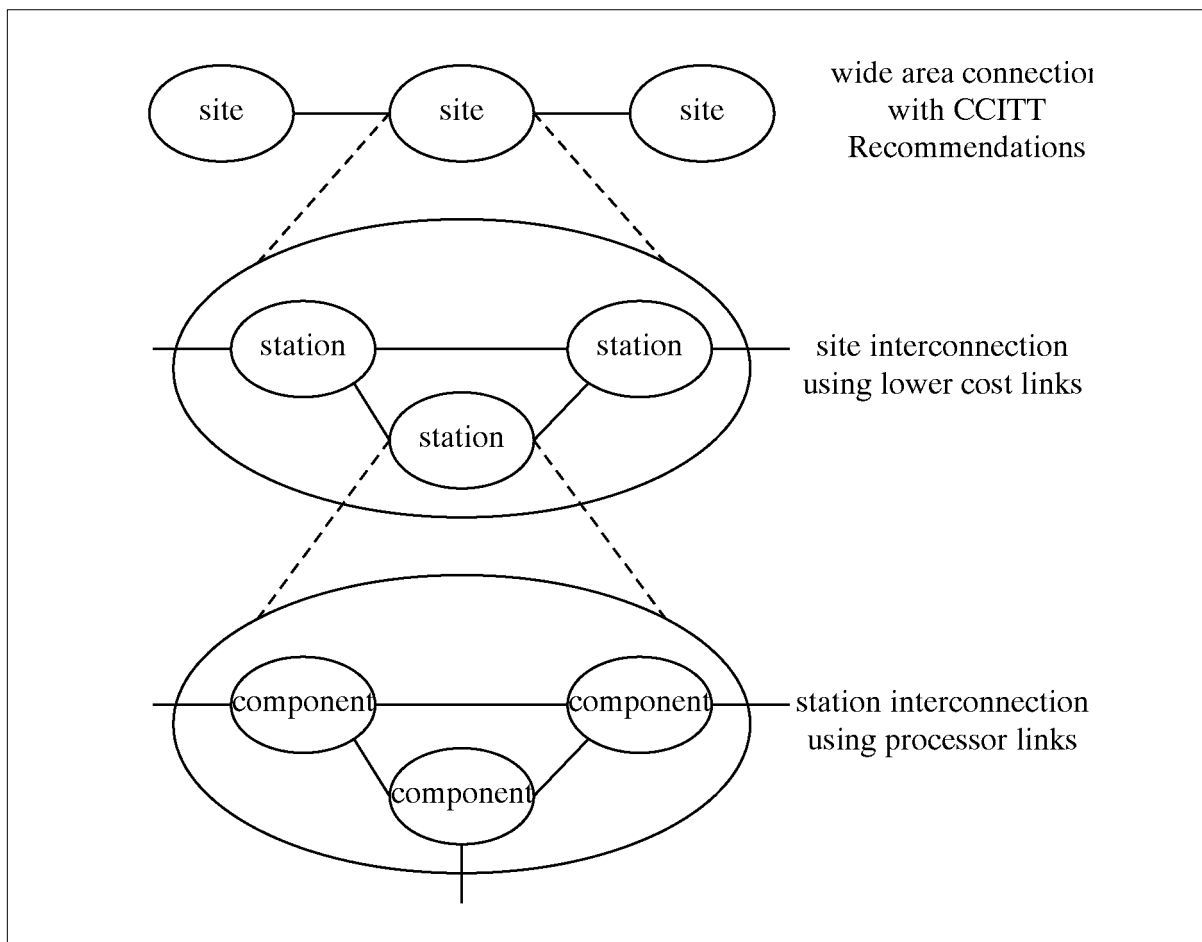 site
site
site
wide area connection
with CCITT
Recommendations
station
station
site interconnection
using lower cost links
station
component
component
station interconnection
using processor links
component